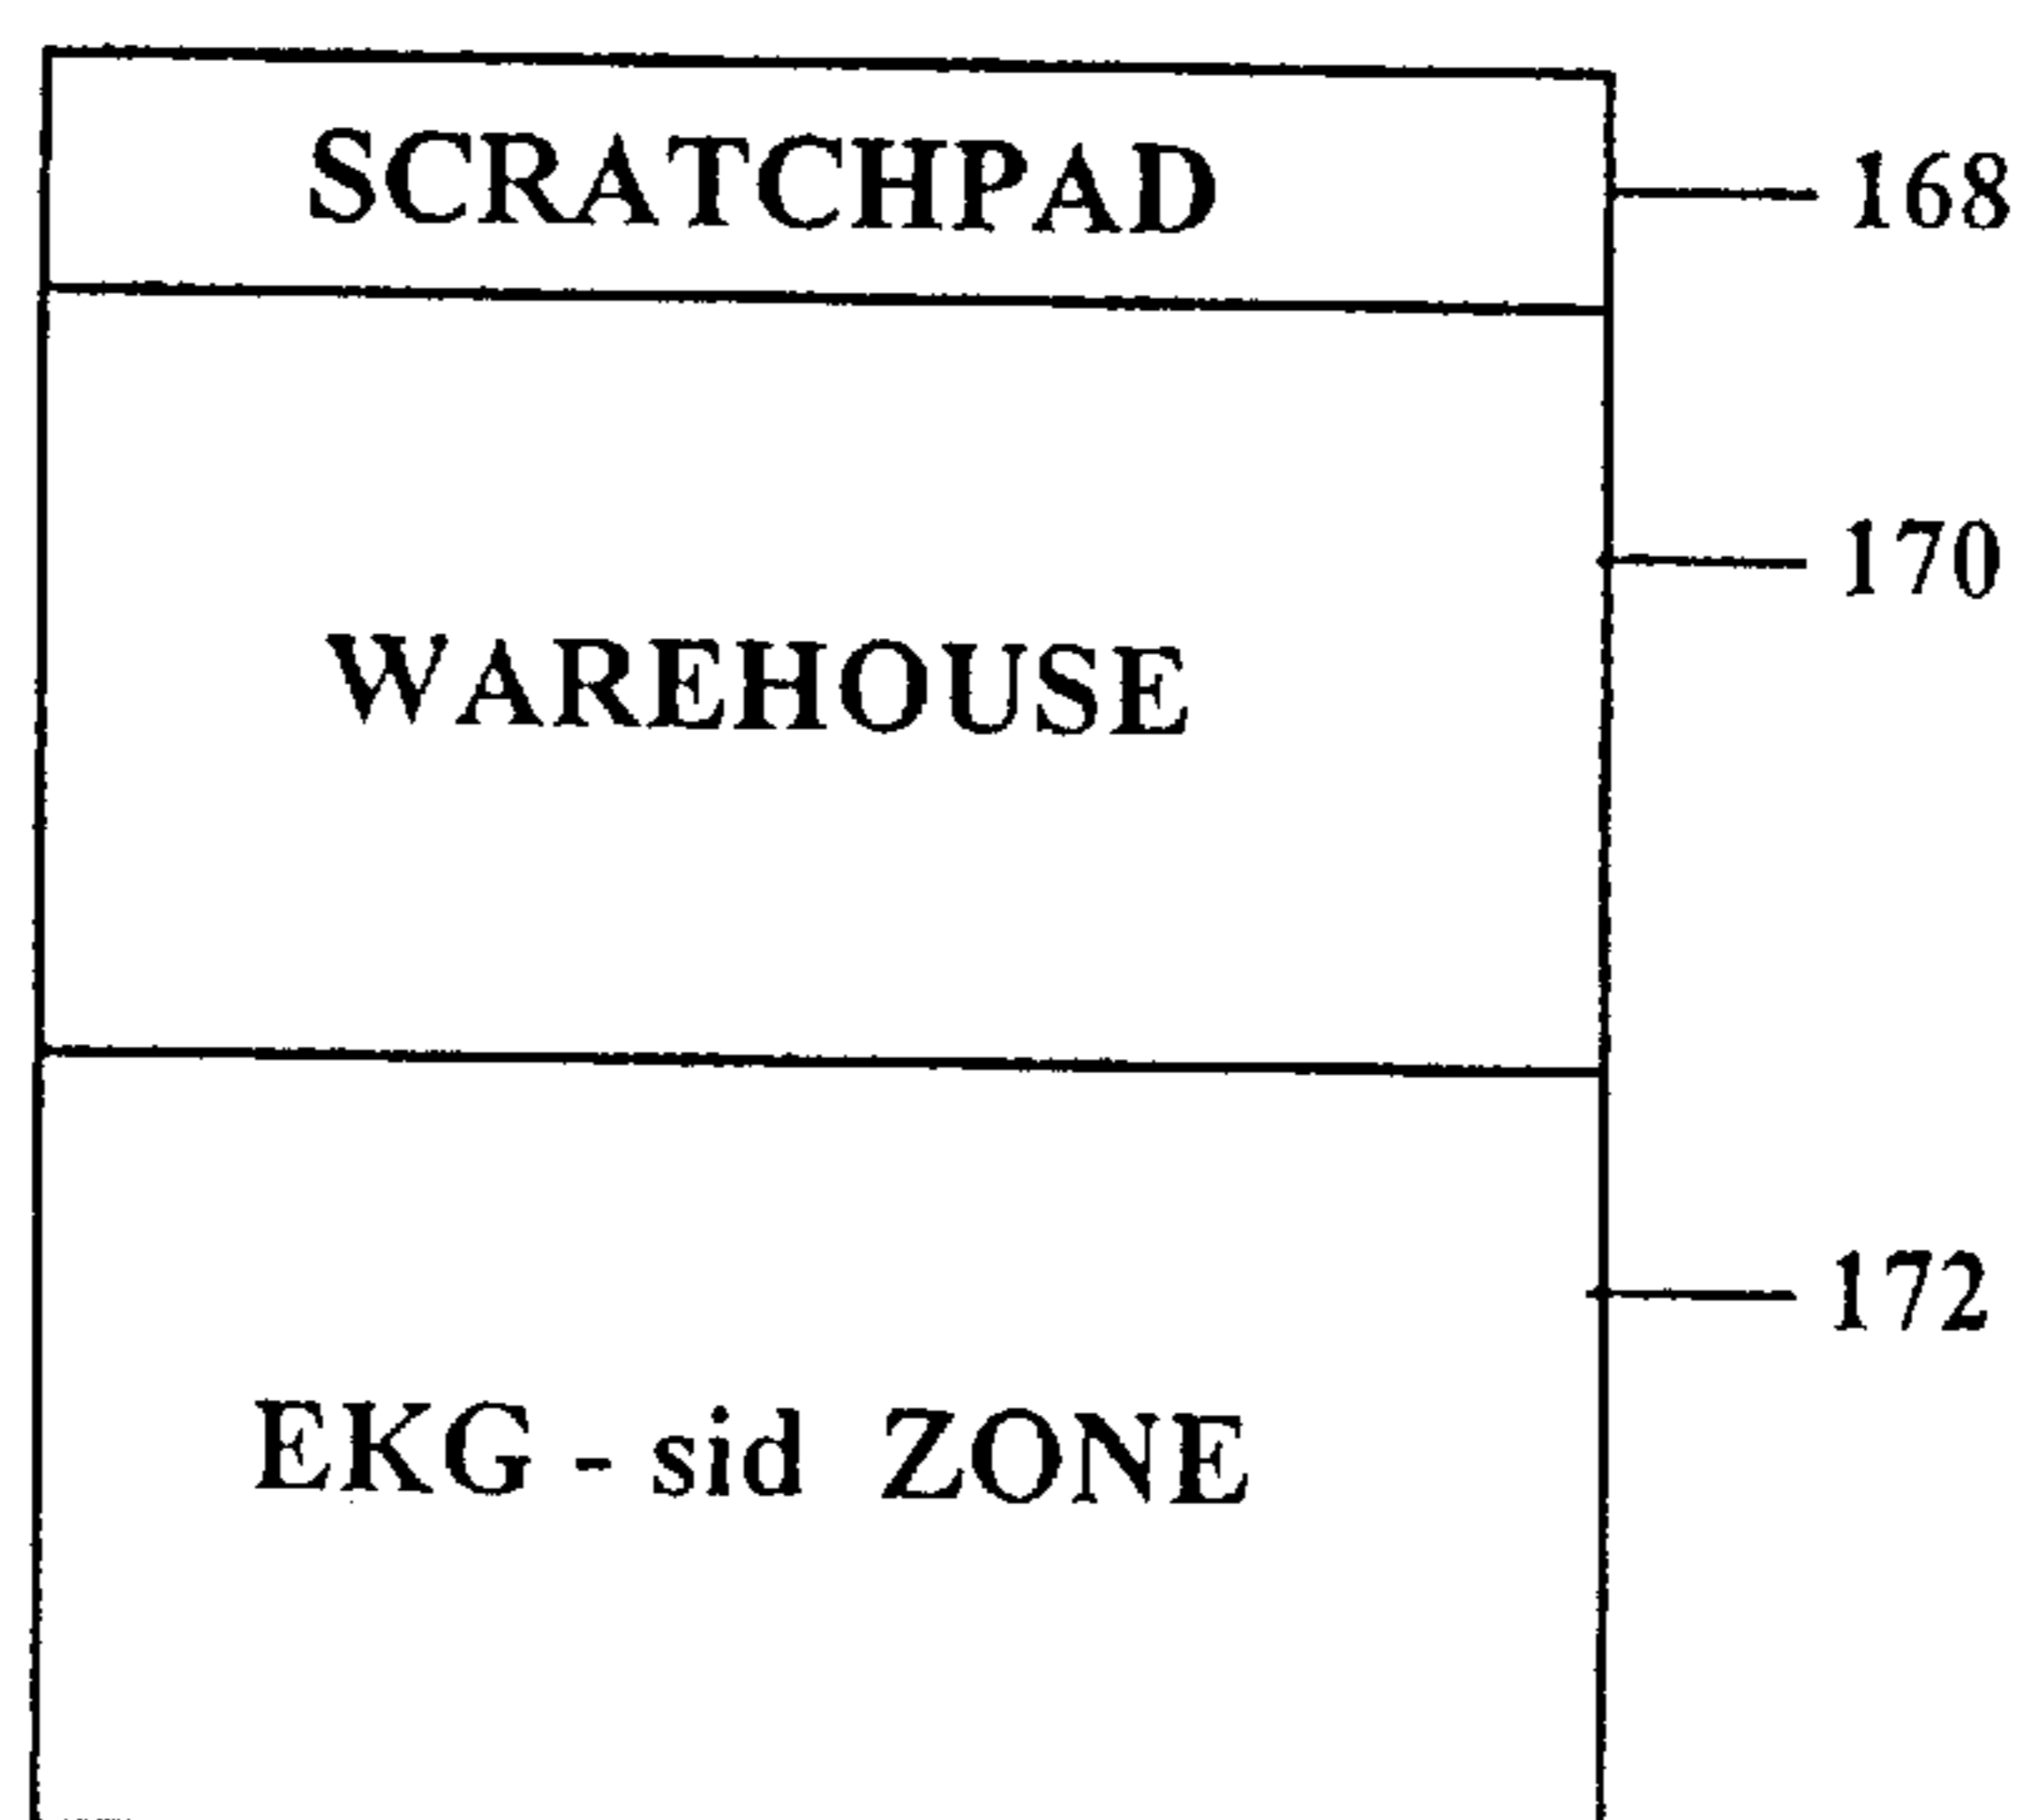 SCRATCHPAD 168
170
WAREHOUSE
172
EKG - sid ZONE